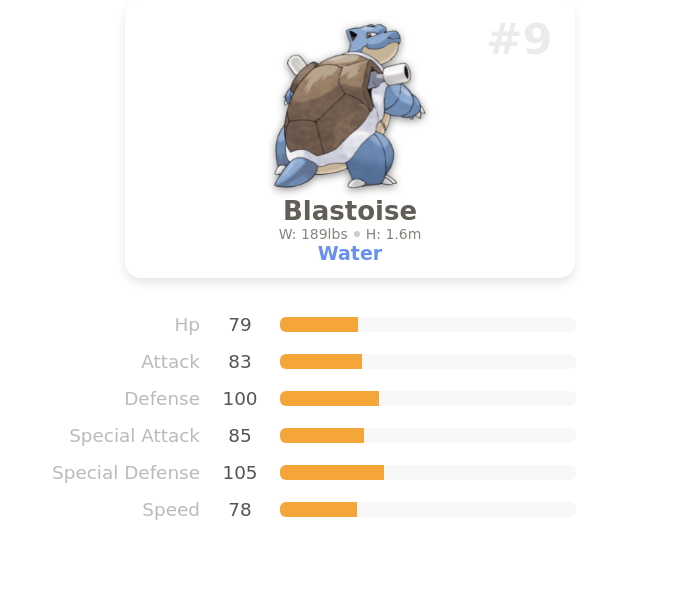 #9
Blastoise
W: 189lbs • H: 1.6m
Water
Hp 79
Attack 83
Defense 100
Special Attack 85
Special Defense 105
Speed 78